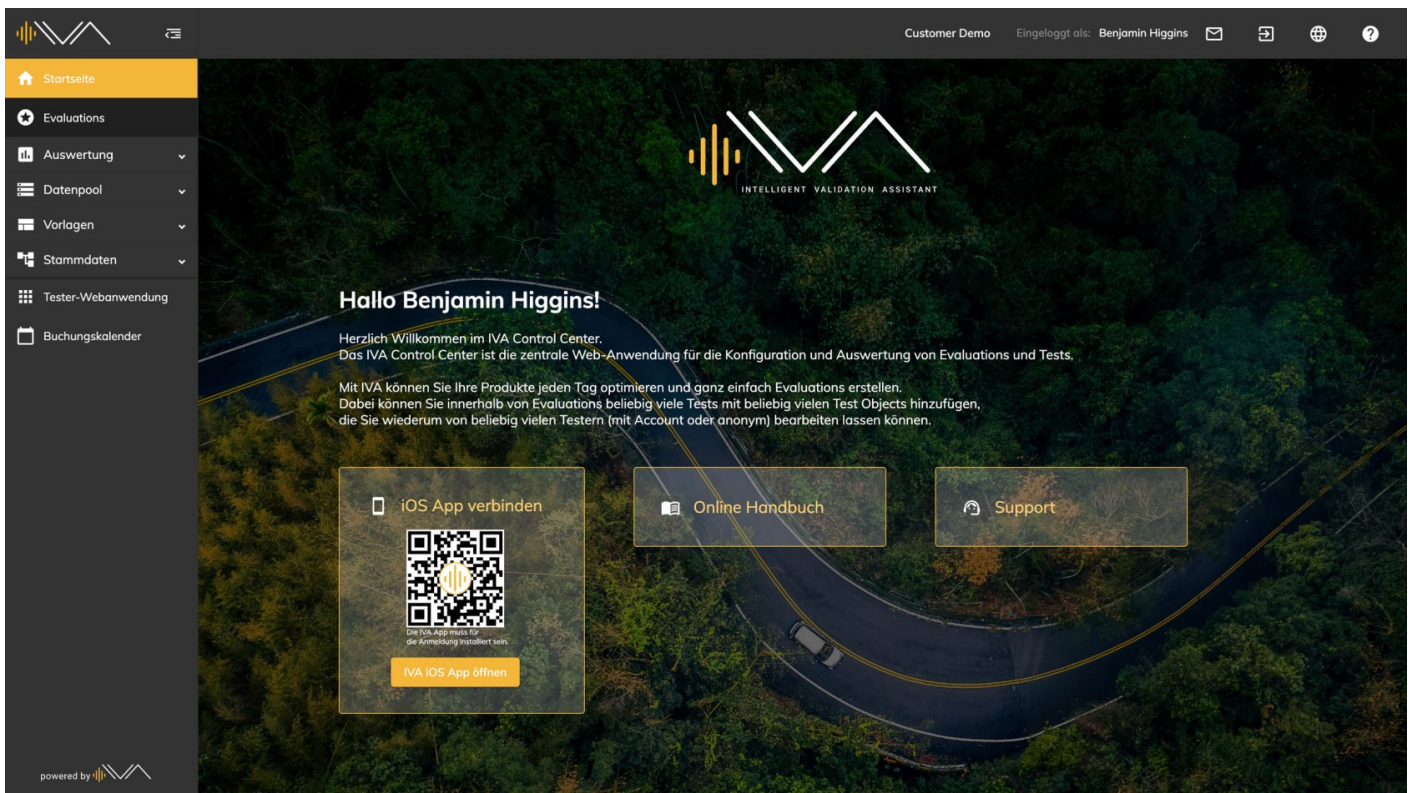 Customer Demo Eingeloggt als: Benjamin Higgins
Startseite
Evaluations
Auswertung
Datenpool
Vorlagen
Stammdaten
Tester-Webanwendung
Buchungskalender
powered by IVA
IVA
INTELLIGENT VALIDATION ASSISTANT
Hallo Benjamin Higgins!
Herzlich Willkommen im IVA Control Center.
Das IVA Control Center ist die zentrale Web-Anwendung für die Konfiguration und Auswertung von Evaluations und Tests.
Mit IVA können Sie Ihre Produkte jeden Tag optimieren und ganz einfach Evaluations erstellen.
Dabei können Sie innerhalb von Evaluations beliebig viele Tests mit beliebig vielen Test Objects hinzufügen,
die Sie wiederum von beliebig vielen Testern (mit Account oder anonym) bearbeiten lassen können.
iOS App verbinden
Die IVA App muss für
die Anmeldung installiert sein.
IVA iOS App öffnen
Online Handbuch
Support